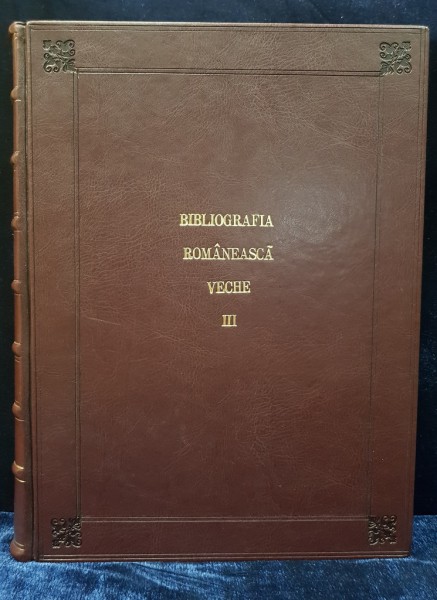 BIBLIOGRAFIA
ROMÂNEASCĂ
VECHE
III